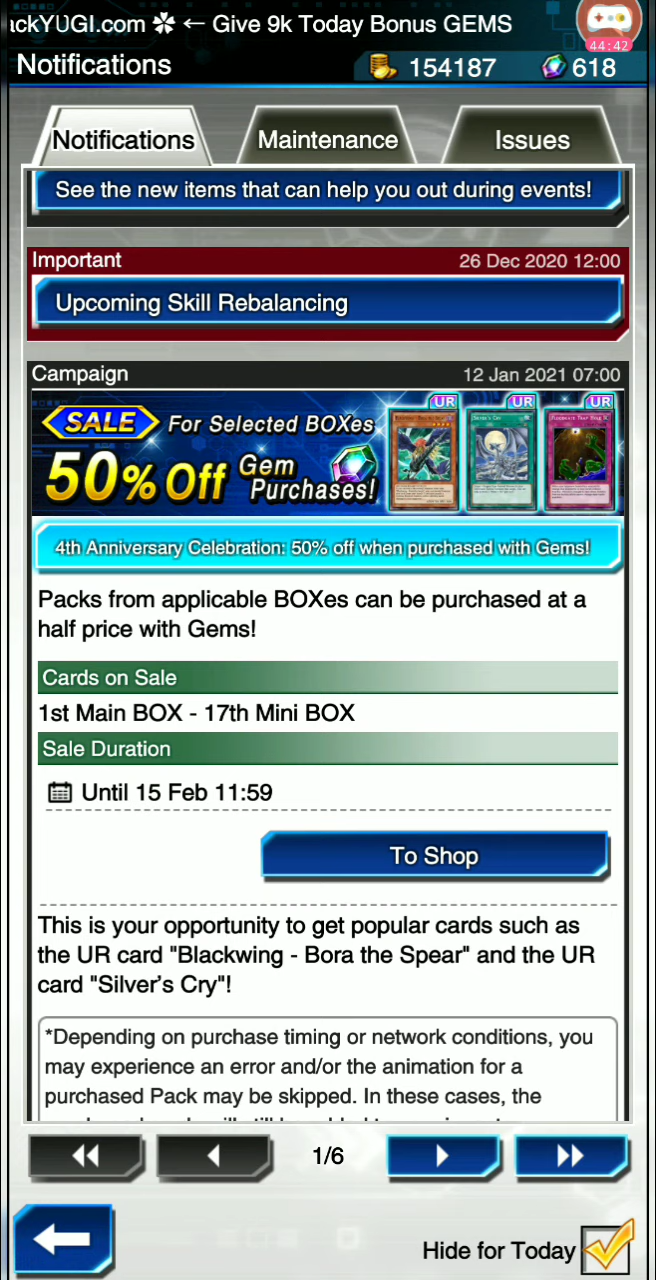 ackYUGI.com ✼ ← Give 9k Today Bonus GEMS
44:42
Notifications
154187
618
Notifications
Maintenance
Issues
See the new items that can help you out during events!
Important
26 Dec 2020 12:00
Upcoming Skill Rebalancing
Campaign
12 Jan 2021 07:00
SALE For Selected BOXes
50% Off Gem Purchases!
UR
UR
UR
4th Anniversary Celebration: 50% off when purchased with Gems!
Packs from applicable BOXes can be purchased at a
half price with Gems!
Cards on Sale
1st Main BOX - 17th Mini BOX
Sale Duration
Until 15 Feb 11:59
To Shop
This is your opportunity to get popular cards such as
the UR card "Blackwing - Bora the Spear" and the UR
card "Silver's Cry"!
*Depending on purchase timing or network conditions, you
may experience an error and/or the animation for a
purchased Pack may be skipped. In these cases, the
1/6
Hide for Today